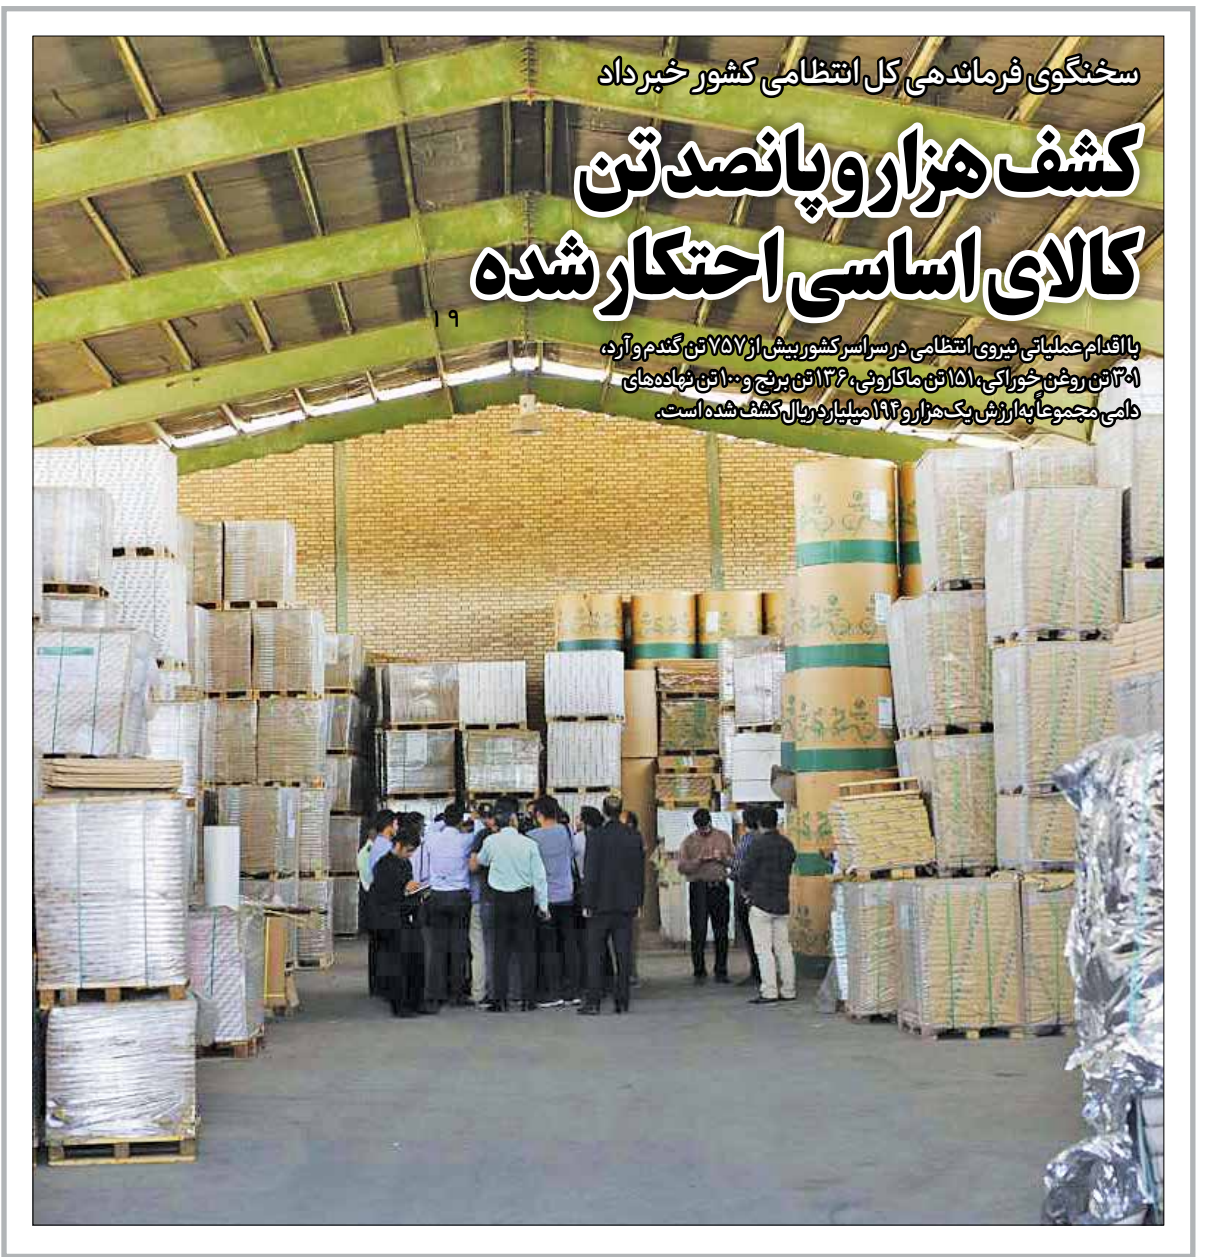 سخنگوی فرماندهی کل انتظامی کشور خبر داد
کشف هزار و پانصد تن
کالای اساسی احتکار شده
۱۹
با اقدام عملیاتی نیروی انتظامی در سراسر کشور بیش از ۷۵۷ تن گندم و آرد،
۳۰۱ تن روغن خوراکی، ۱۵۱ تن ماکارونی، ۱۳۶ تن برنج و ۱۰۰ تن نهاده‌های
دامی مجموعاً به ارزش یک هزار و ۱۹۴ میلیارد ریال کشف شده است.